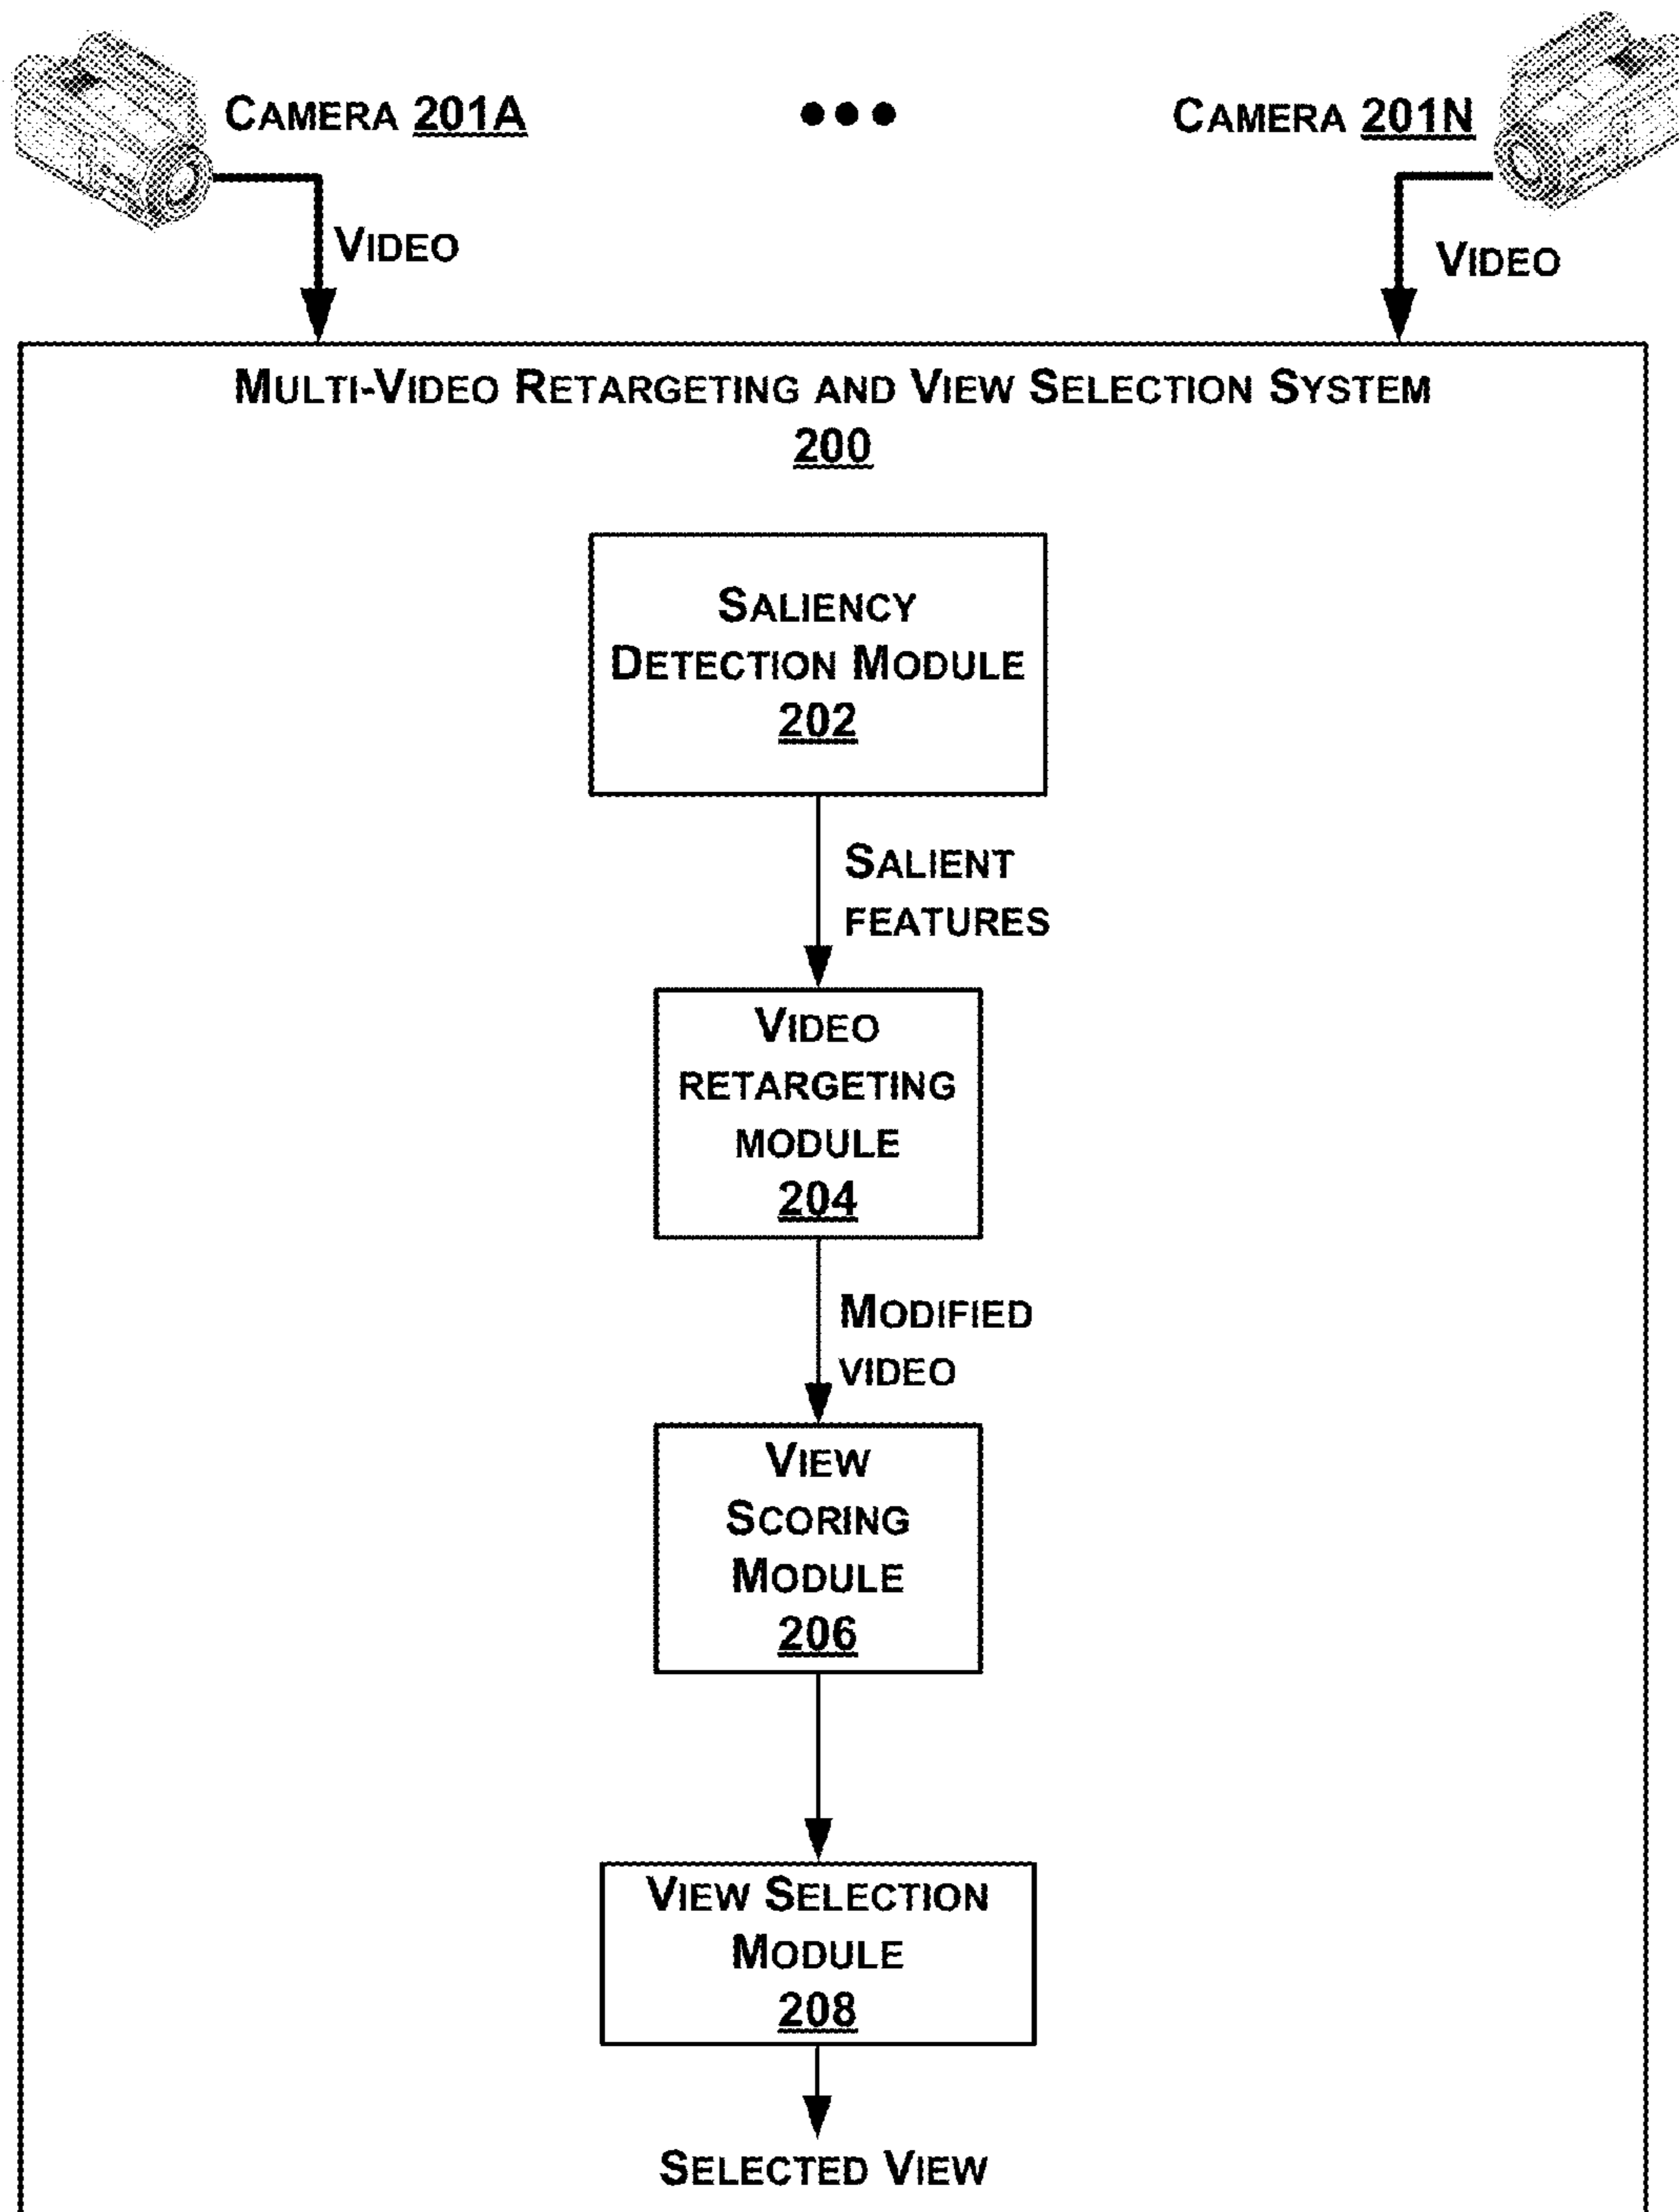 CAMERA 201A
CAMERA 201N
VIDEO
VIDEO
MULTI-VIDEO RETARGETING AND VIEW SELECTION SYSTEM
200
SALIENCY
DETECTION MODULE
202
SALIENT
FEATURES
VIDEO
RETARGETING
MODULE
204
MODIFIED
VIDEO
VIEW
SCORING
MODULE
206
VIEW SELECTION
MODULE
208
SELECTED VIEW